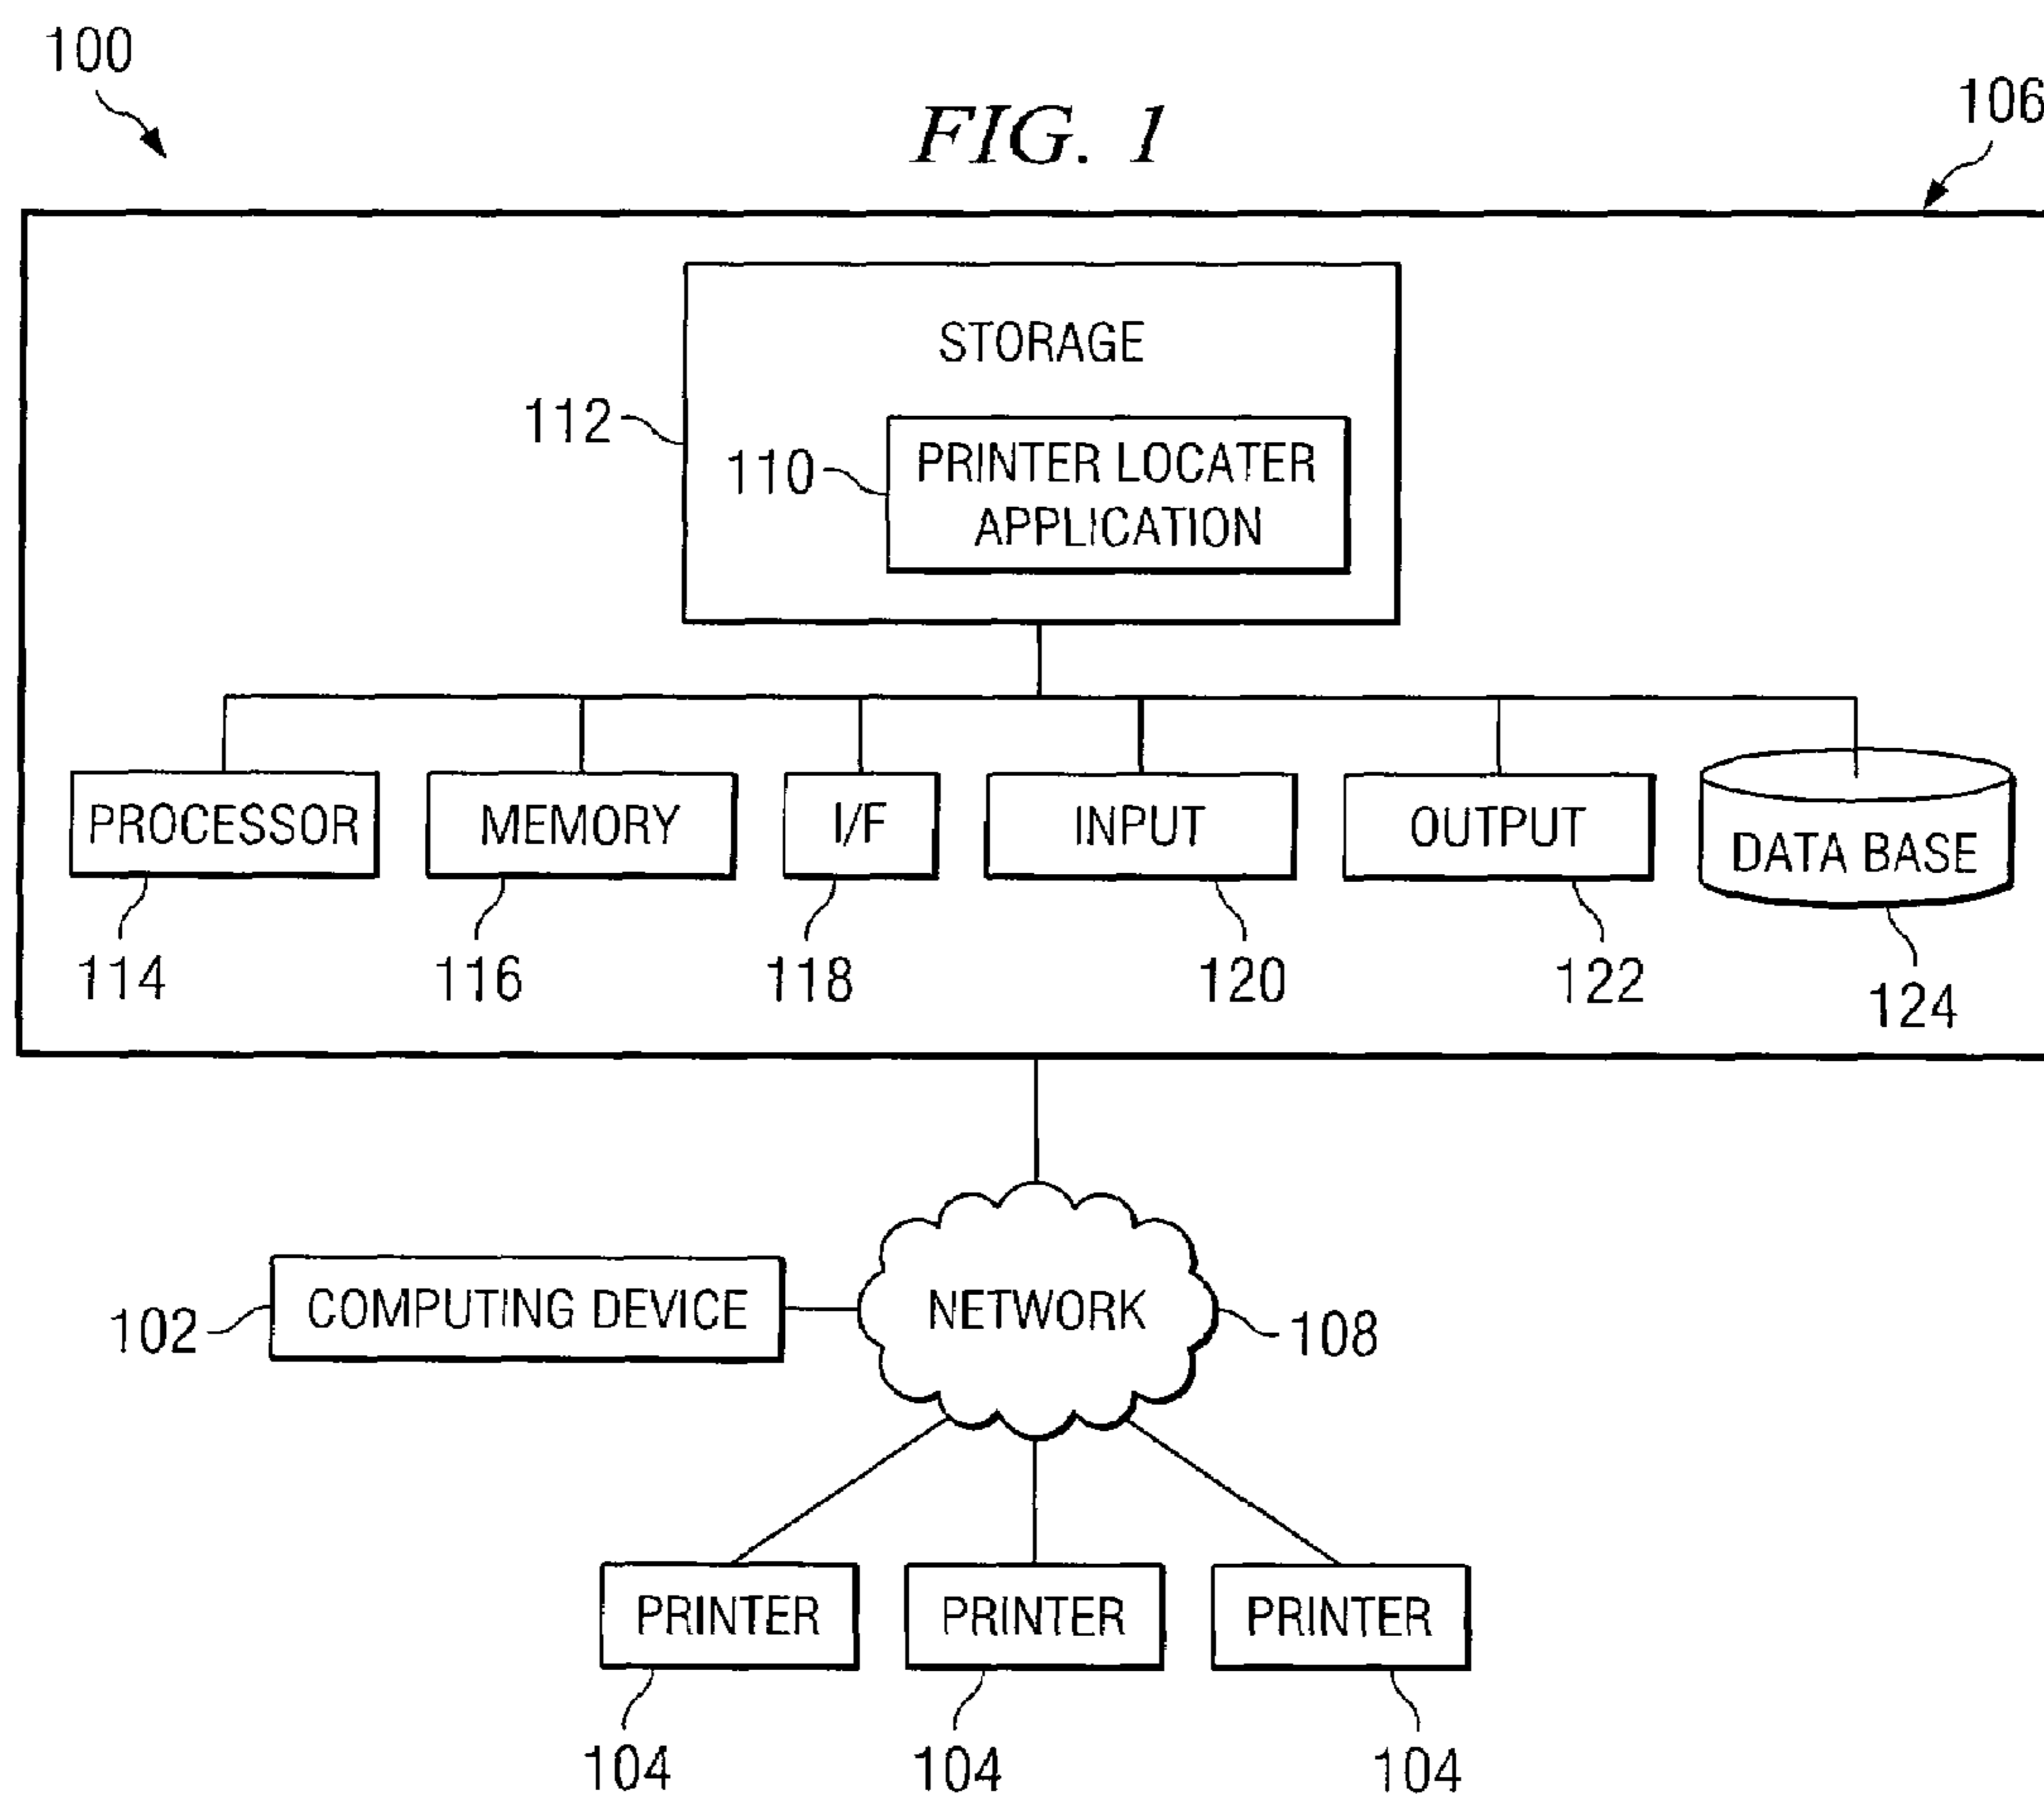 100
FIG. 1
106
STORAGE
112
110
PRINTER LOCATER
APPLICATION
PROCESSOR
MEMORY
I/F
INPUT
OUTPUT
DATA BASE
114
116
118
120
122
124
102
COMPUTING DEVICE
NETWORK
108
PRINTER
PRINTER
PRINTER
104
104
104